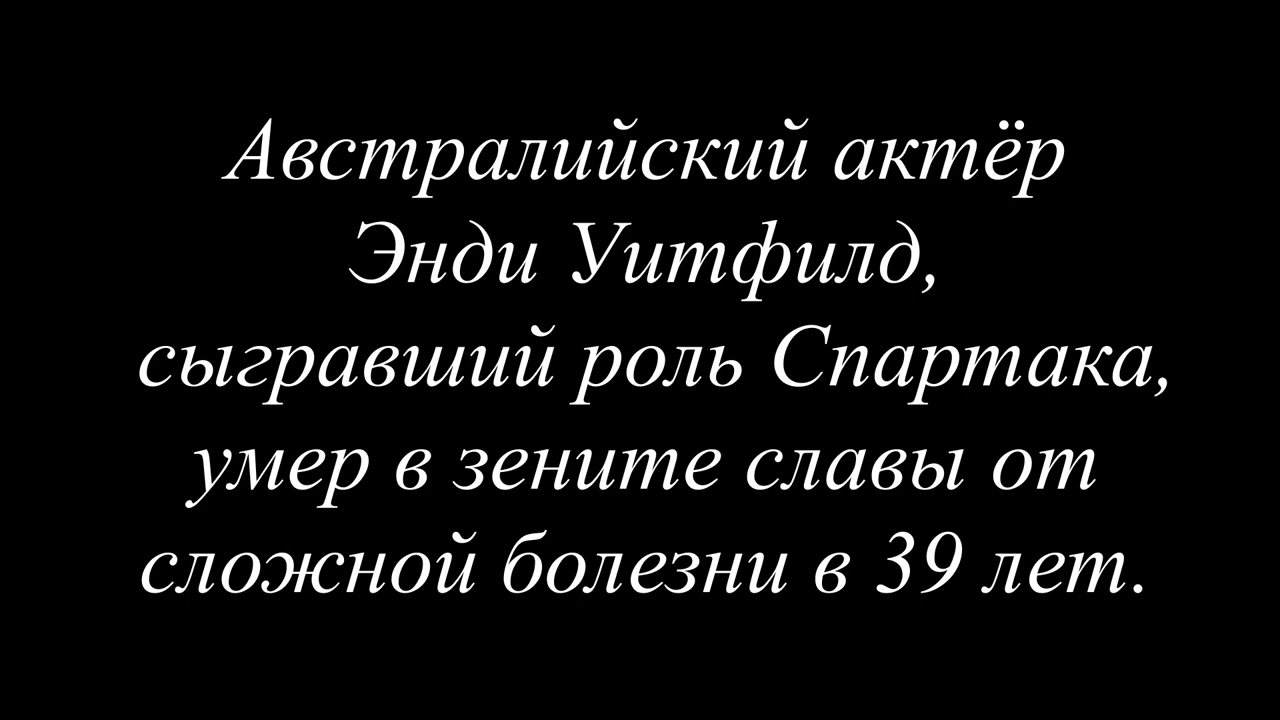 Австралийский актёр
Энди Уитфилд,
сыгравший роль Спартака,
умер в зените славы от
сложной болезни в 39 лет.